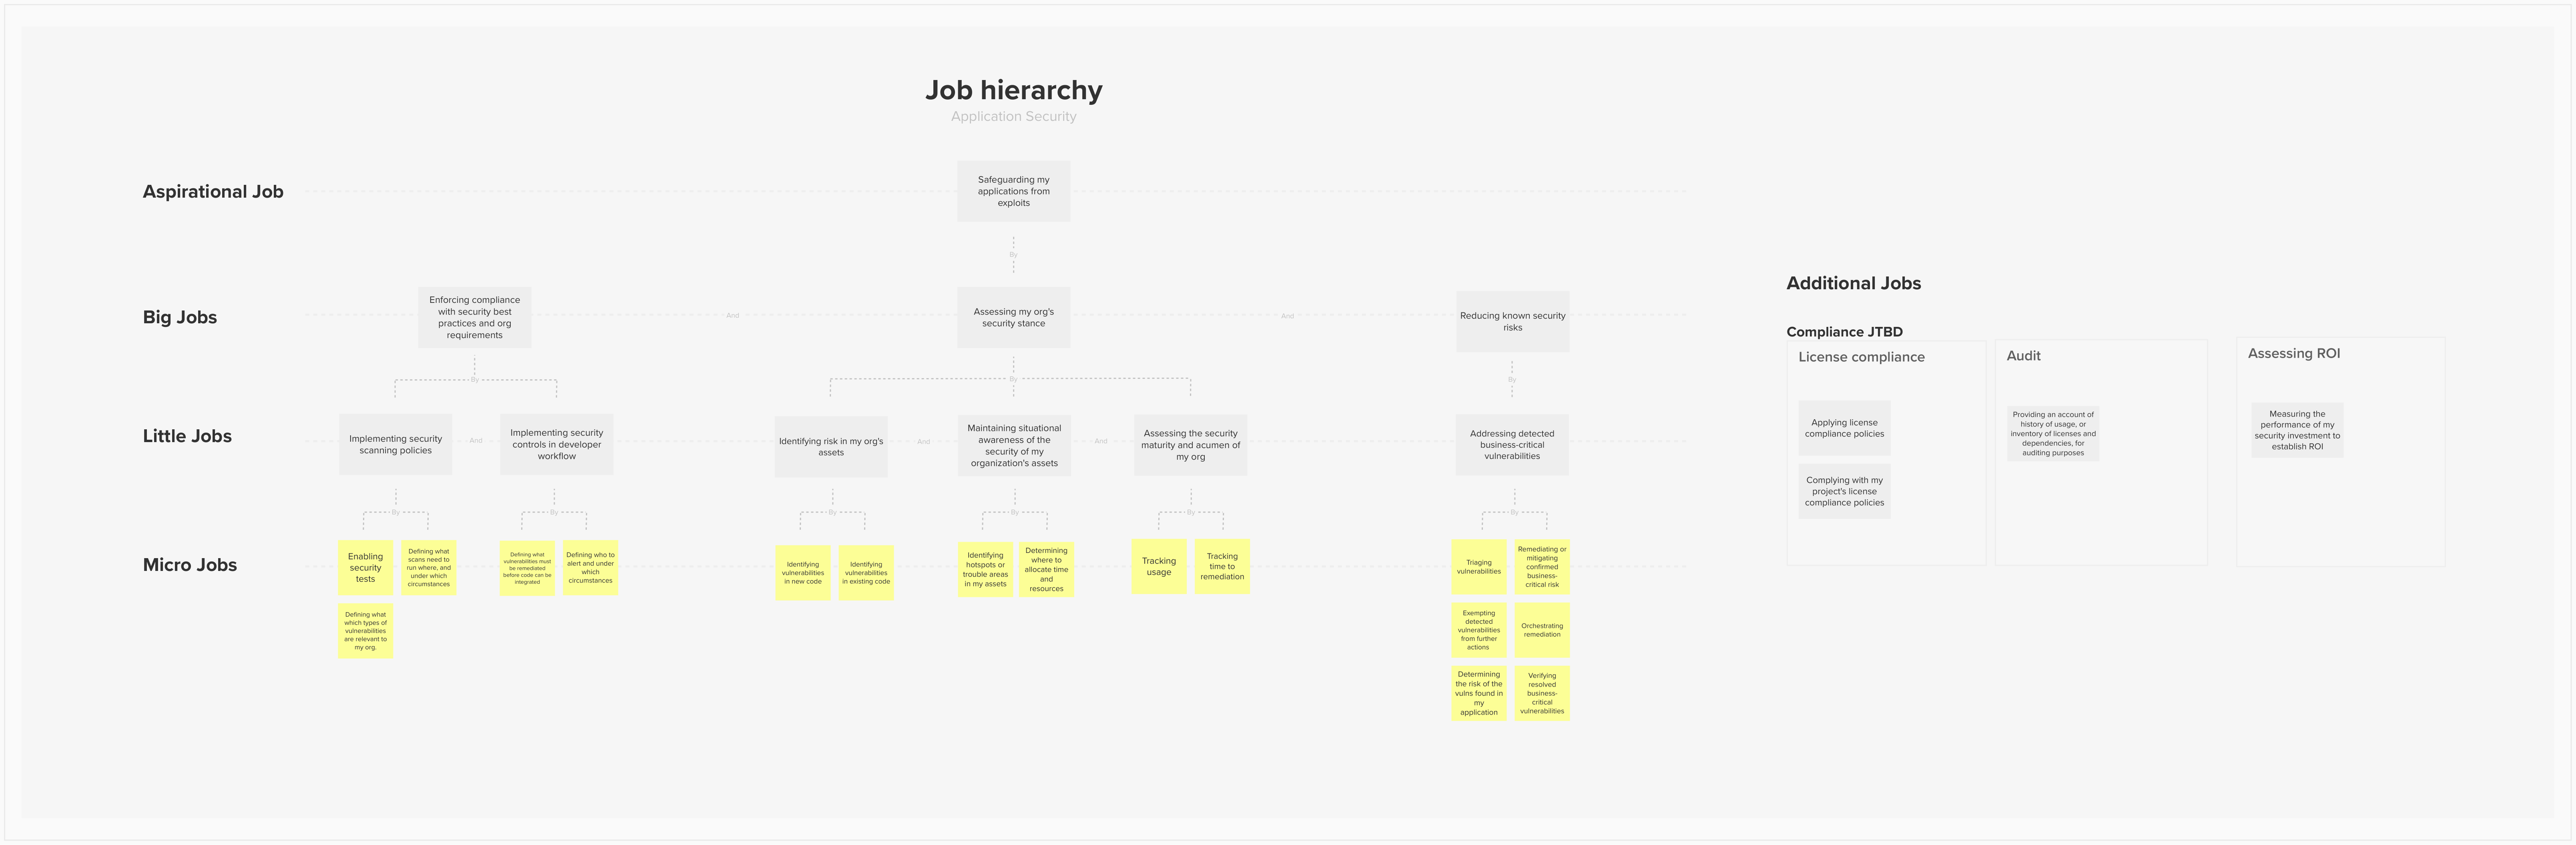 Job hierarchy
Application Security
Aspirational Job
Safeguarding my
applications from
exploits
By
Big Jobs
Enforcing compliance
with security best
practices and org
requirements
And
Assessing my org's
security stance
And
Reducing known security
risks
By
By
By
Little Jobs
Implementing security
scanning policies
And
Implementing security
controls in developer
workflow
Identifying risk in my org's
assets
And
Maintaining situational
awareness of the
security of my
organization's assets
And
Assessing the security
maturity and acumen of
my org
Addressing detected
business-critical
vulnerabilities
By
By
By
By
By
By
Micro Jobs
Enabling
security
tests
Defining what
scans need to
run where, and
under which
circumstances
Defining what
which types of
vulnerabilities
are relevant to
my org.
Defining what
vulnerabilities must
be remediated
before code can be
integrated
Defining who to
alert and under
which
circumstances
Identifying
vulnerabilities
in new code
Identifying
vulnerabilities
in existing code
Identifying
hotspots or
trouble areas
in my assets
Determining
where to
allocate time
and
resources
Tracking
usage
Tracking
time to
remediation
Triaging
vulnerabilities
Remediating or
mitigating
confirmed
business-
critical risk
Exempting
detected
vulnerabilities
from further
actions
Orchestrating
remediation
Determining
the risk of the
vulns found in
my
application
Verifying
resolved
business-
critical
vulnerabilities
Additional Jobs
Compliance JTBD
License compliance
Applying license
compliance policies
Complying with my
project's license
compliance policies
Audit
Providing an account of
history of usage, or
inventory of licenses and
dependencies, for
auditing purposes
Assessing ROI
Measuring the
performance of my
security investment to
establish ROI